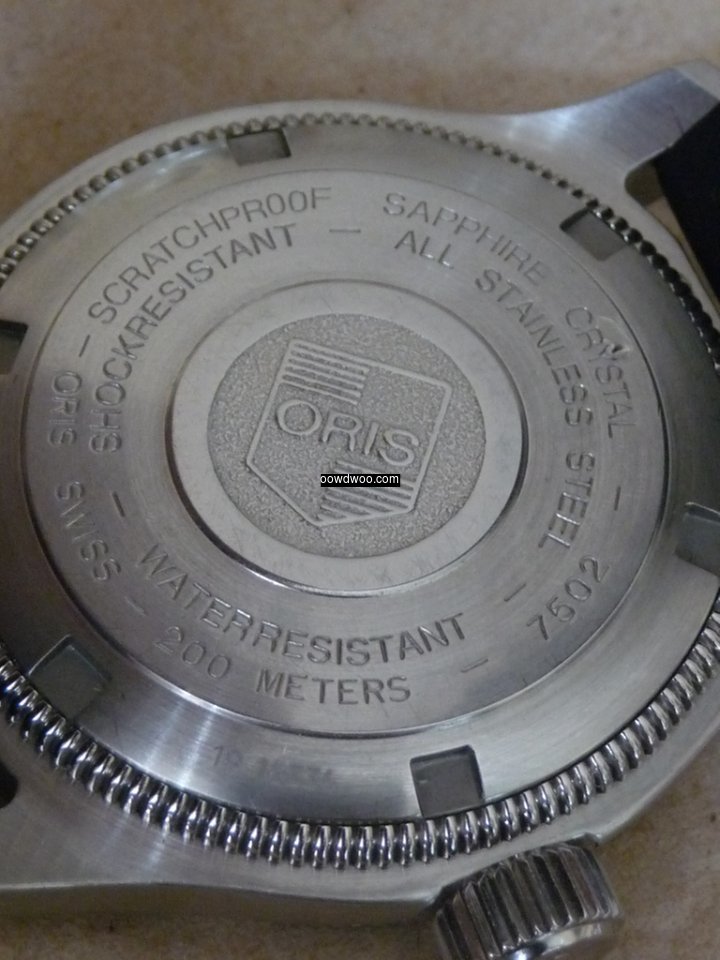 SCRATCHPROOF SAPPHIRE CRYSTAL - 7502 - 200 METERS - ORIS SWISS -
SHOCKRESISTANT - ALL STAINLESS STEEL - WATERRESISTANT -
ORIS
oowdwoo.com